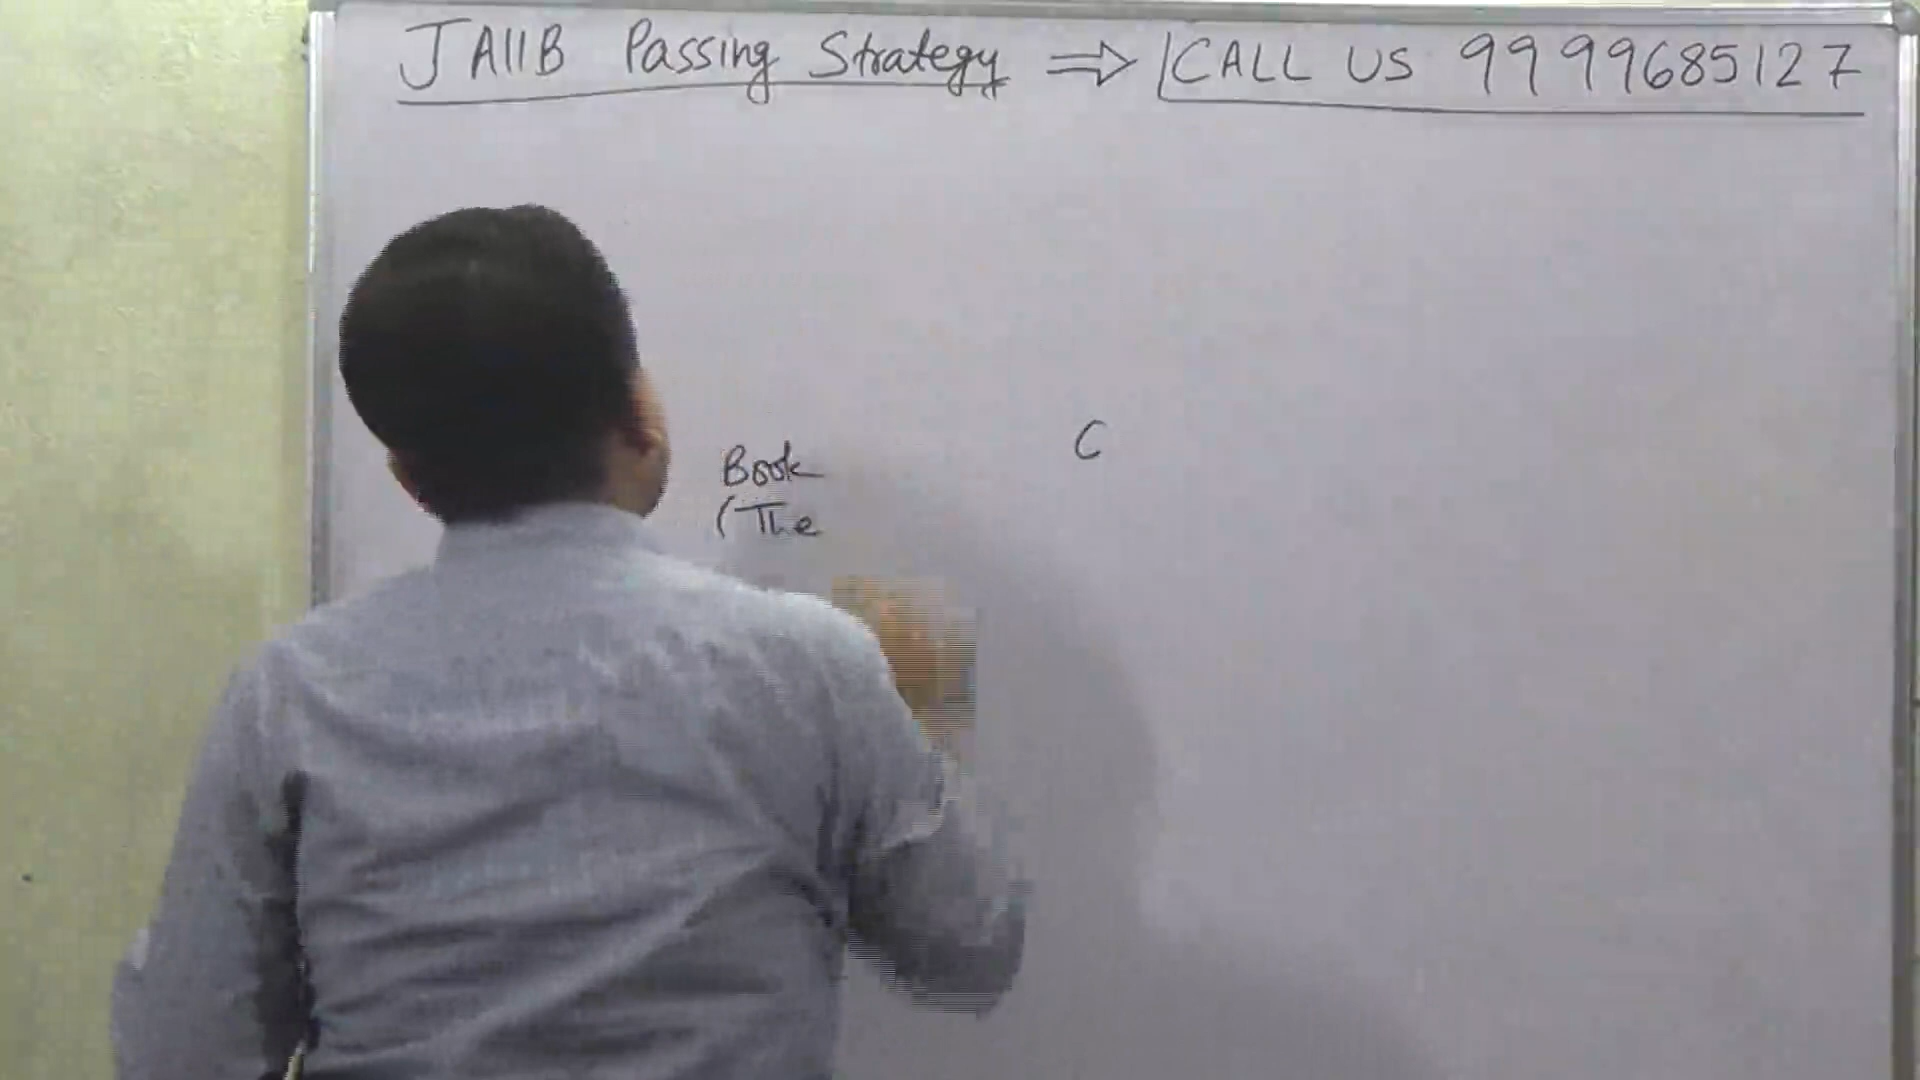 JAIIB Passing Strategy ⇒ CALL US 9999685127
Book
(The
C